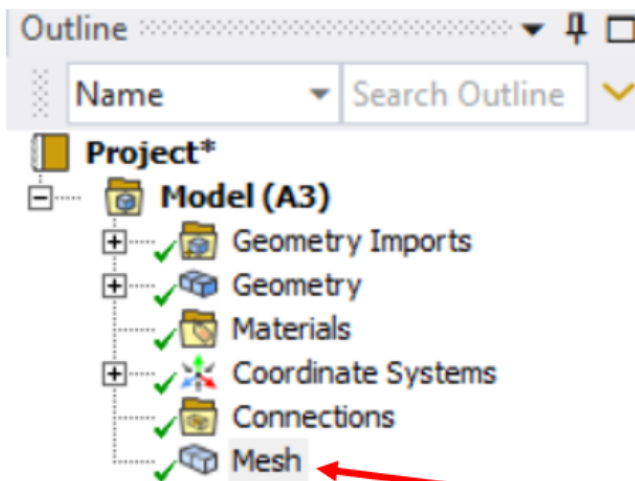 Outline
Name Search Outline
Project*
Model (A3)
Geometry Imports
Geometry
Materials
Coordinate Systems
Connections
Mesh